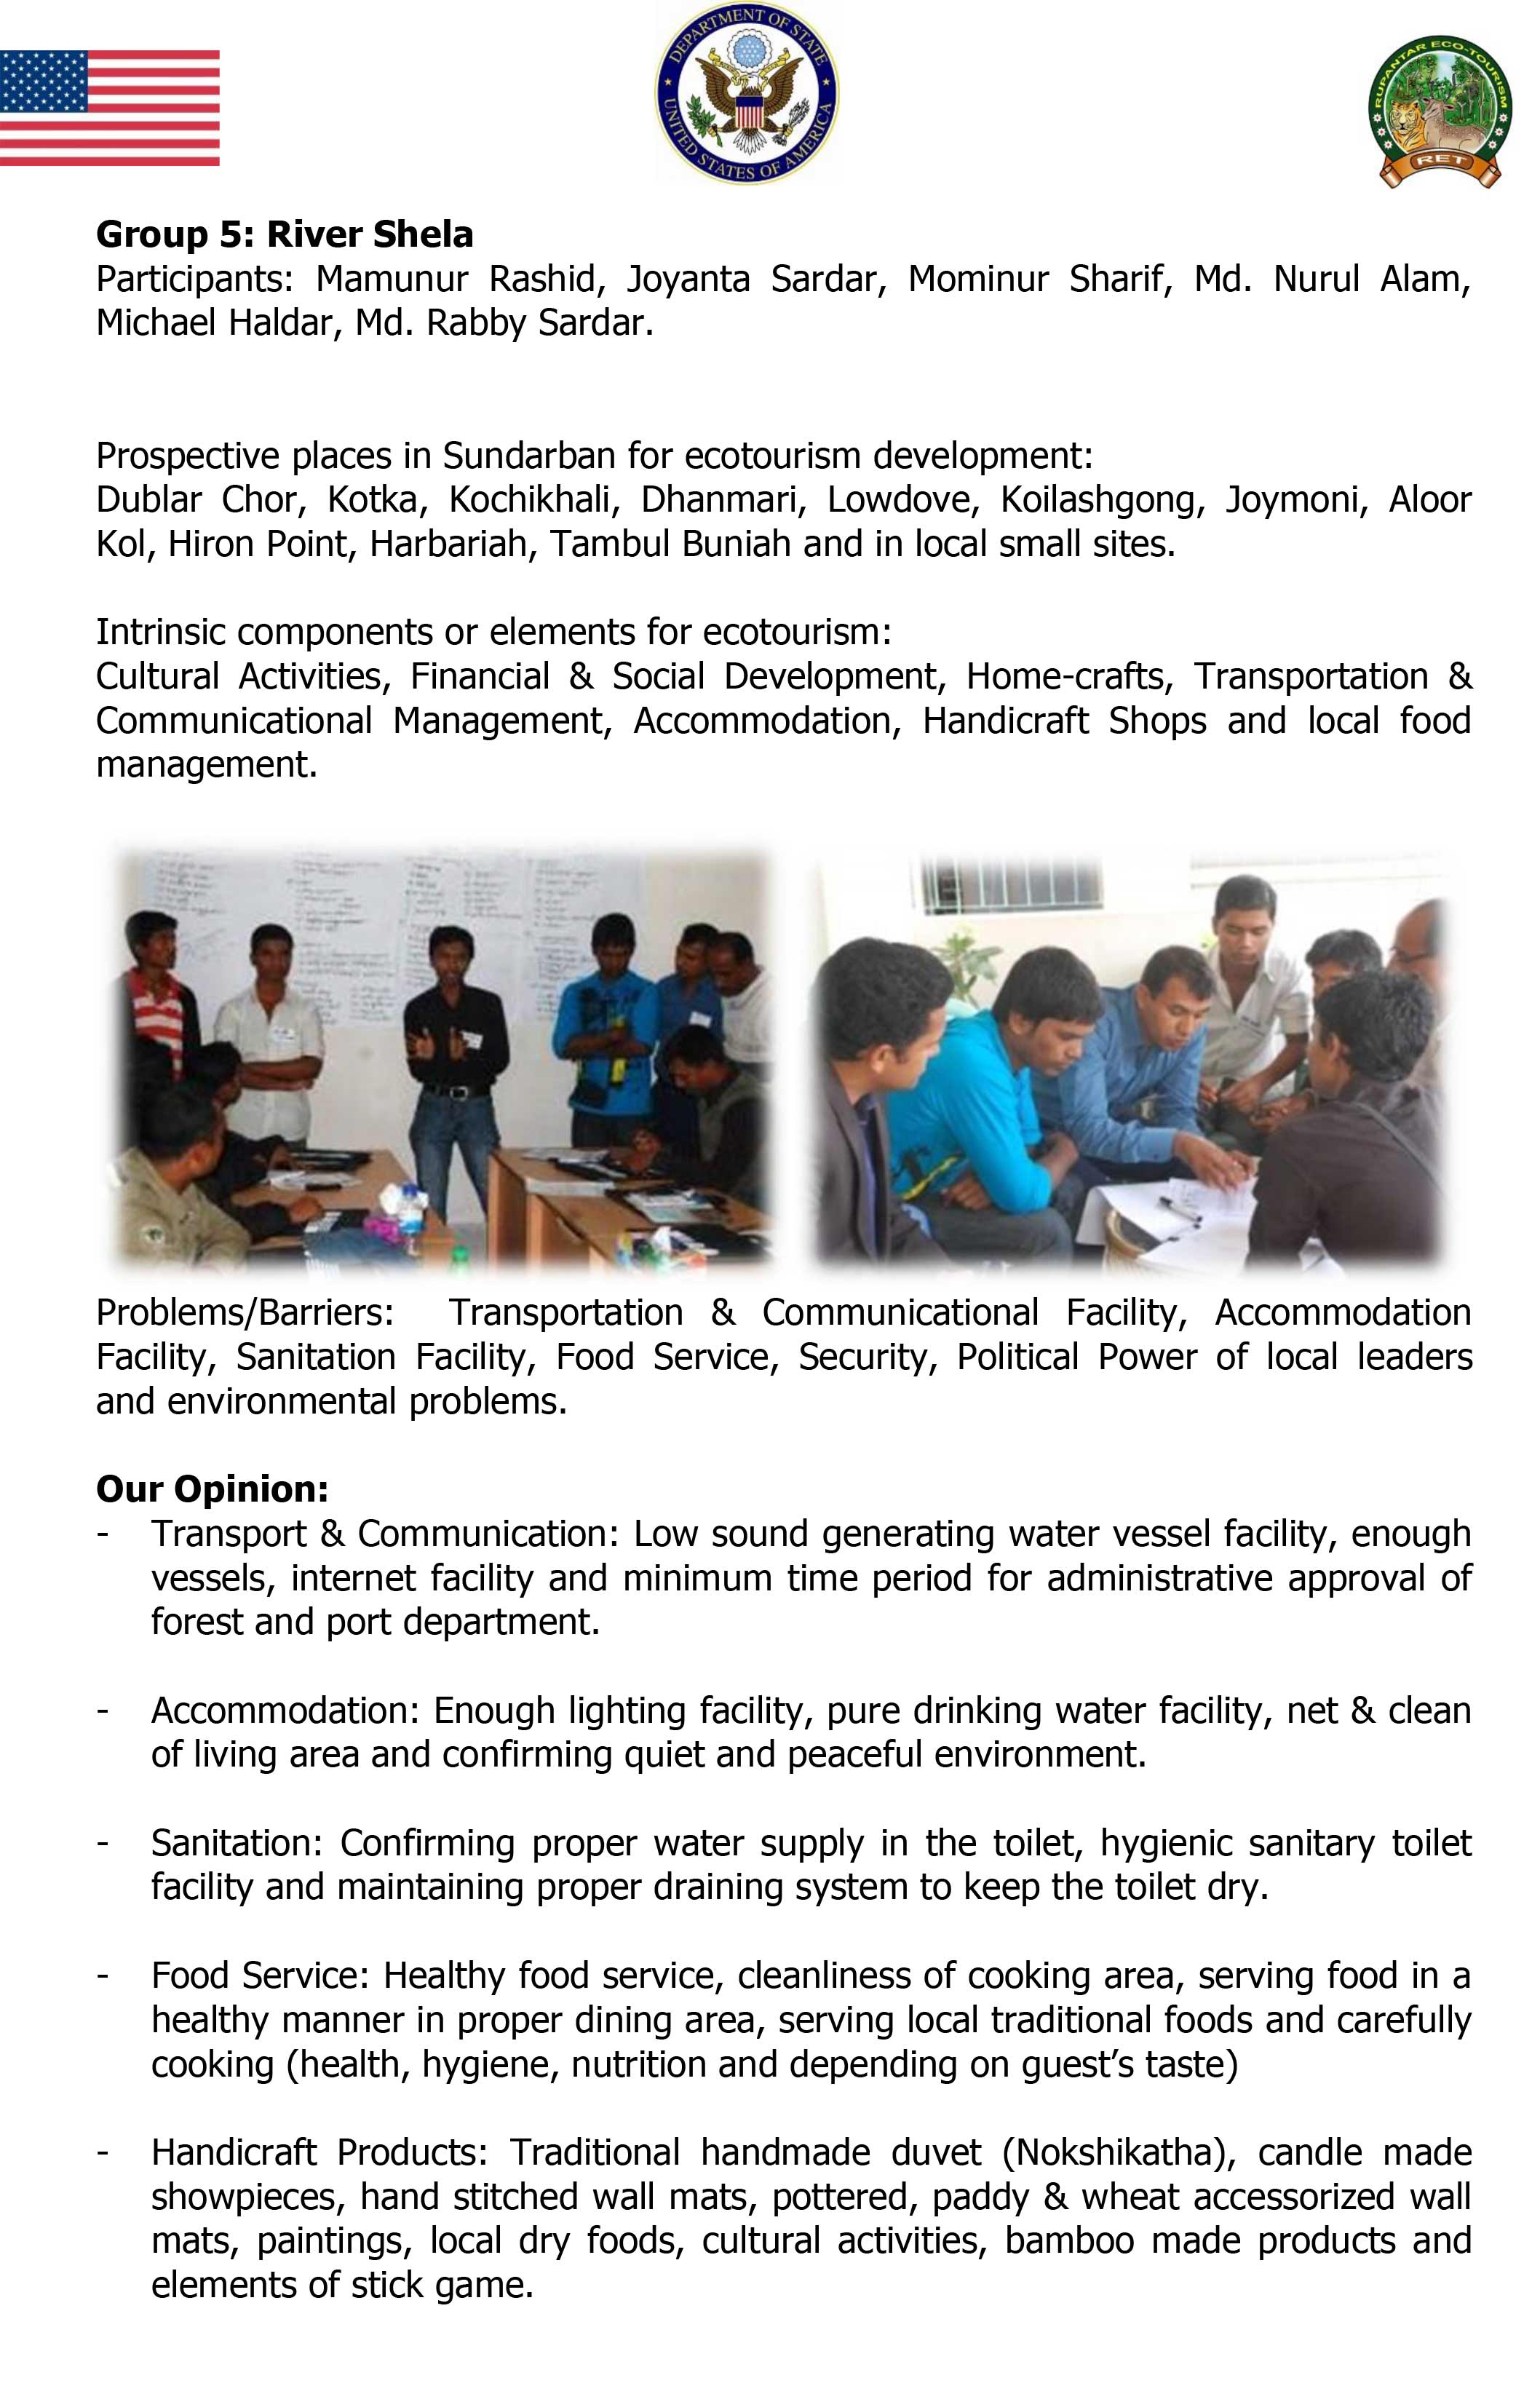 DEPARTMENT OF STATE
UNITED STATES OF AMERICA
RUPANTAR ECO-TOURISM
RET
Group 5: River Shela
Participants: Mamunur Rashid, Joyanta Sardar, Mominur Sharif, Md. Nurul Alam,
Michael Haldar, Md. Rabby Sardar.
Prospective places in Sundarban for ecotourism development:
Dublar Chor, Kotka, Kochikhali, Dhanmari, Lowdove, Koilashgong, Joymoni, Aloor
Kol, Hiron Point, Harbariah, Tambul Buniah and in local small sites.
Intrinsic components or elements for ecotourism:
Cultural Activities, Financial & Social Development, Home-crafts, Transportation &
Communicational Management, Accommodation, Handicraft Shops and local food
management.
Problems/Barriers: Transportation & Communicational Facility, Accommodation
Facility, Sanitation Facility, Food Service, Security, Political Power of local leaders
and environmental problems.
Our Opinion:
- Transport & Communication: Low sound generating water vessel facility, enough
vessels, internet facility and minimum time period for administrative approval of
forest and port department.
- Accommodation: Enough lighting facility, pure drinking water facility, net & clean
of living area and confirming quiet and peaceful environment.
- Sanitation: Confirming proper water supply in the toilet, hygienic sanitary toilet
facility and maintaining proper draining system to keep the toilet dry.
- Food Service: Healthy food service, cleanliness of cooking area, serving food in a
healthy manner in proper dining area, serving local traditional foods and carefully
cooking (health, hygiene, nutrition and depending on guest’s taste)
- Handicraft Products: Traditional handmade duvet (Nokshikatha), candle made
showpieces, hand stitched wall mats, pottered, paddy & wheat accessorized wall
mats, paintings, local dry foods, cultural activities, bamboo made products and
elements of stick game.